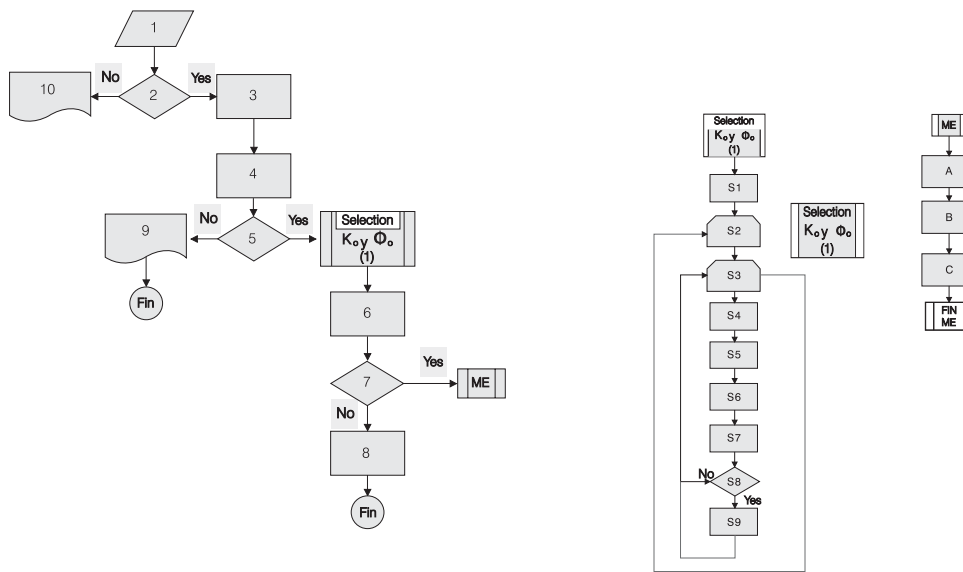 1
No
2
Yes
10
3
4
9
No
5
Yes
Selection
Kₒy Φₒ
(1)
Fin
6
7
Yes
ME
No
8
Fin
Selection
Kₒy Φₒ
(1)
S1
S2
S3
S4
S5
S6
S7
No
S8
Yes
S9
Selection
Kₒy Φₒ
(1)
ME
A
B
C
FIN
ME